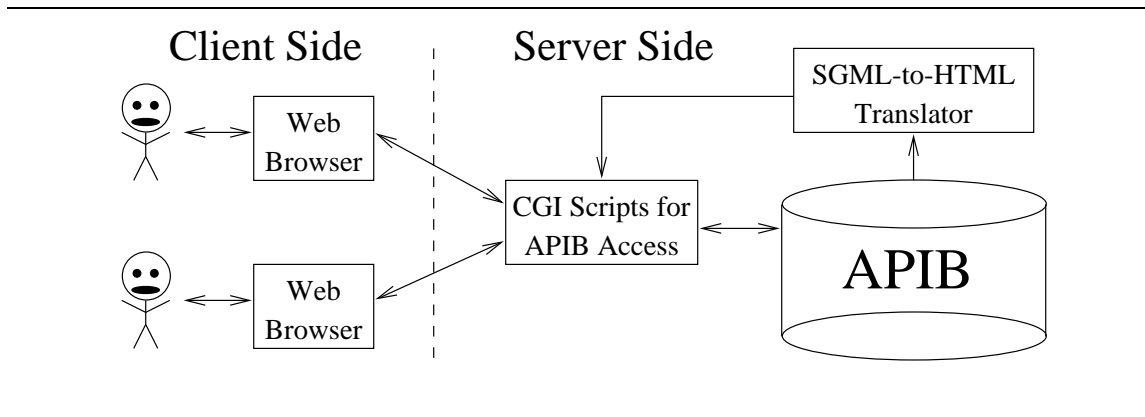 Client Side
Server Side
SGML-to-HTML
Translator
Web
Browser
CGI Scripts for
APIB Access
APIB
Web
Browser